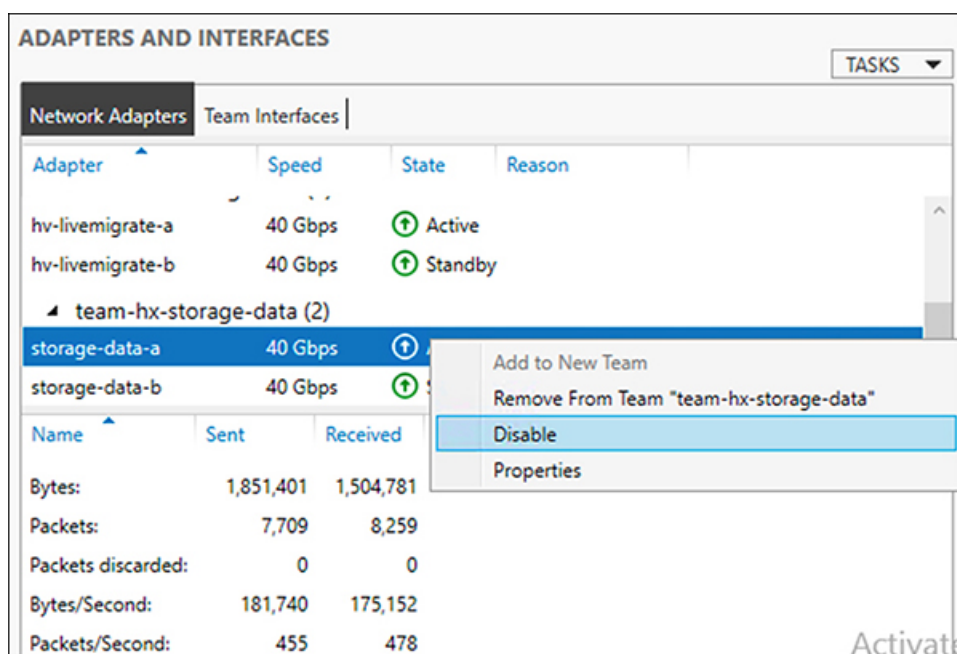 ADAPTERS AND INTERFACES
TASKS
Network Adapters Team Interfaces
Adapter Speed State Reason
hv-livemigrate-a 40 Gbps Active
hv-livemigrate-b 40 Gbps Standby
team-hx-storage-data (2)
storage-data-a 40 Gbps
storage-data-b 40 Gbps
Add to New Team
Remove From Team "team-hx-storage-data"
Disable
Properties
Name Sent Received
Bytes: 1,851,401 1,504,781
Packets: 7,709 8,259
Packets discarded: 0 0
Bytes/Second: 181,740 175,152
Packets/Second: 455 478
Activate